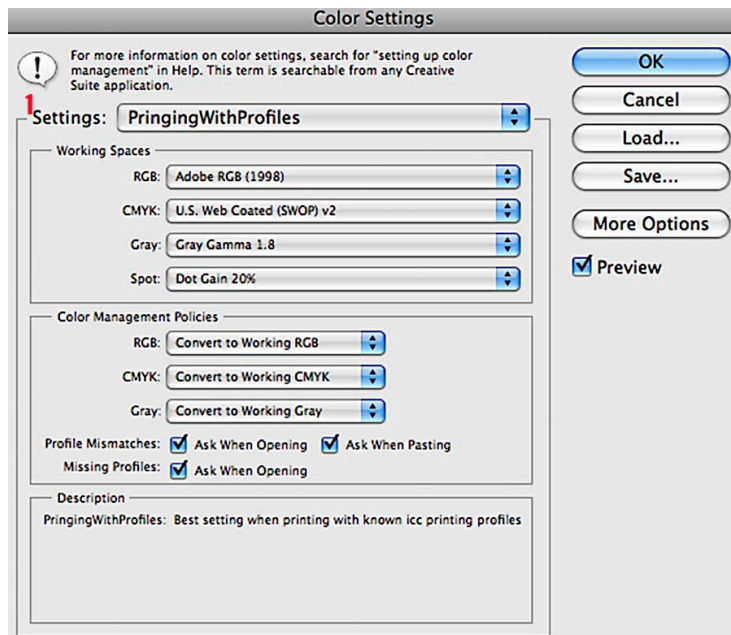 Color Settings
For more information on color settings, search for "setting up color
management" in Help. This term is searchable from any Creative
Suite application.
1
Settings: PringingWithProfiles
Working Spaces
RGB: Adobe RGB (1998)
CMYK: U.S. Web Coated (SWOP) v2
Gray: Gray Gamma 1.8
Spot: Dot Gain 20%
Color Management Policies
RGB: Convert to Working RGB
CMYK: Convert to Working CMYK
Gray: Convert to Working Gray
Profile Mismatches: Ask When Opening Ask When Pasting
Missing Profiles: Ask When Opening
Description
PringingWithProfiles: Best setting when printing with known icc printing profiles
OK
Cancel
Load...
Save...
More Options
Preview